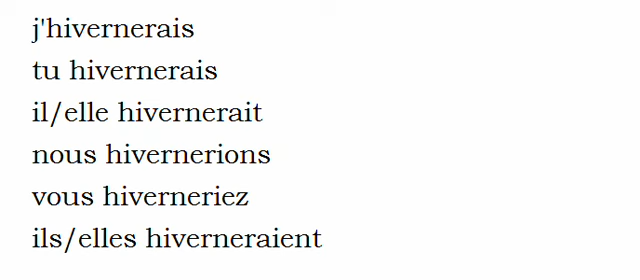 j'hivernerais
tu hivernerais
il/elle hivernerait
nous hivernerions
vous hiverneriez
ils/elles hiverneraient